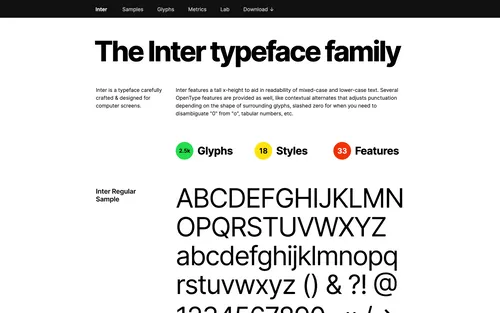 Inter Samples Glyphs Metrics Lab Download ↓
The Inter typeface family
Inter is a typeface carefully
crafted & designed for
computer screens.
Inter features a tall x-height to aid in readability of mixed-case and lower-case text. Several
OpenType features are provided as well, like contextual alternates that adjusts punctuation
depending on the shape of surrounding glyphs, slashed zero for when you need to
disambiguate "0" from "o", tabular numbers, etc.
2.5k Glyphs
18 Styles
33 Features
Inter Regular
Sample
ABCDEFGHIJKLMN
OPQRSTUVWXYZ
abcdefghijklmnopq
rstuvwxyz () & ?! @
1234567890